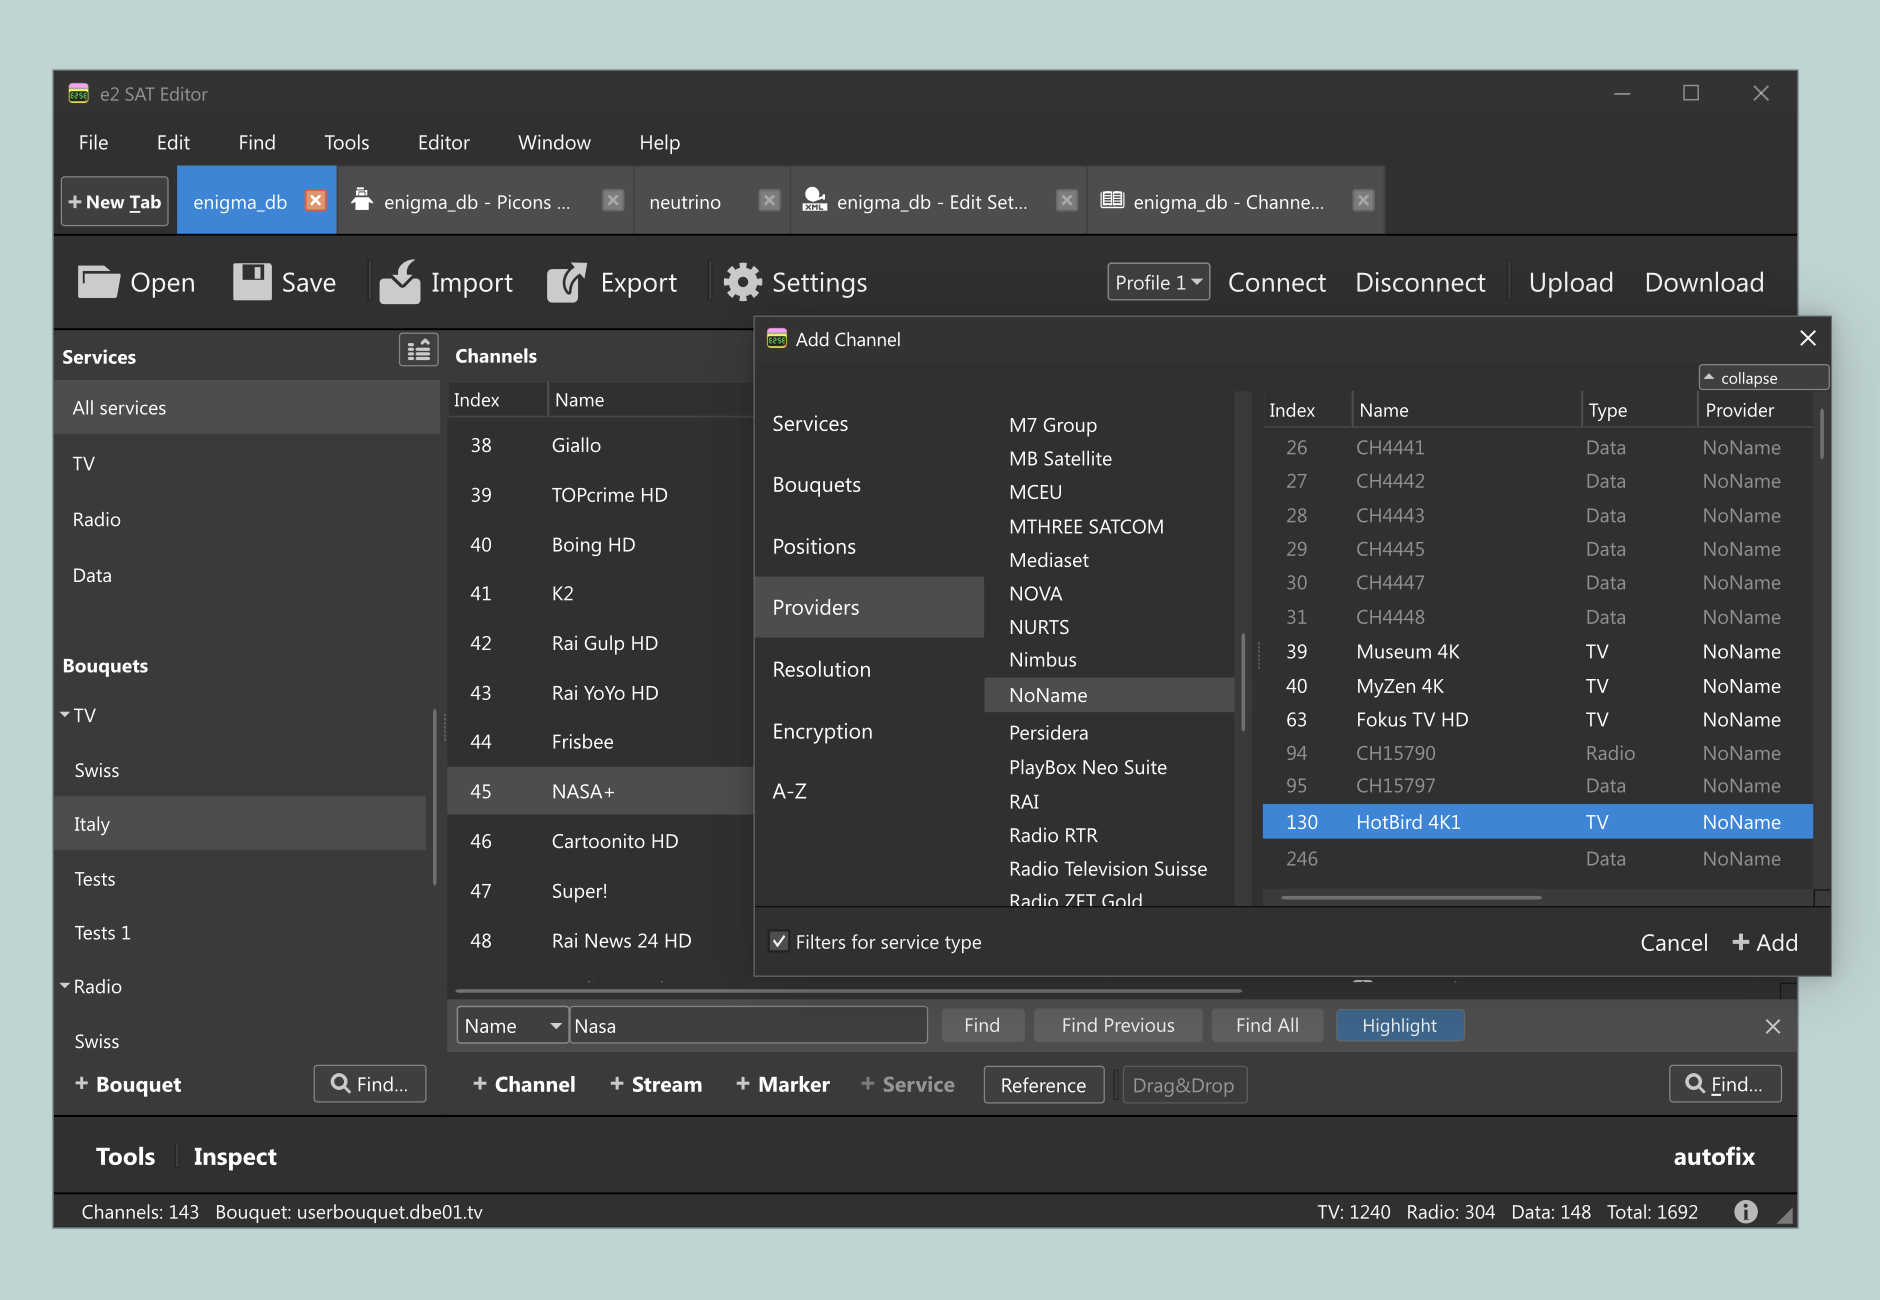 e2 SAT Editor
File Edit Find Tools Editor Window Help
+ New Tab enigma_db enigma_db - Picons ... neutrino enigma_db - Edit Set... enigma_db - Channe...
Open Save Import Export Settings Profile 1 Connect Disconnect Upload Download
Services
All services
TV
Radio
Data
Bouquets
TV
Swiss
Italy
Tests
Tests 1
Radio
Swiss
+ Bouquet Find...
Channels
Index Name
38 Giallo
39 TOPcrime HD
40 Boing HD
41 K2
42 Rai Gulp HD
43 Rai YoYo HD
44 Frisbee
45 NASA+
46 Cartoonito HD
47 Super!
48 Rai News 24 HD
Add Channel
collapse
Services
Bouquets
Positions
Providers
Resolution
Encryption
A-Z
M7 Group
MB Satellite
MCEU
MTHREE SATCOM
Mediaset
NOVA
NURTS
Nimbus
NoName
Persidera
PlayBox Neo Suite
RAI
Radio RTR
Radio Television Suisse
Radio ZET Gold
Index Name Type Provider
26 CH4441 Data NoName
27 CH4442 Data NoName
28 CH4443 Data NoName
29 CH4445 Data NoName
30 CH4447 Data NoName
31 CH4448 Data NoName
39 Museum 4K TV NoName
40 MyZen 4K TV NoName
63 Fokus TV HD TV NoName
94 CH15790 Radio NoName
95 CH15797 Data NoName
130 HotBird 4K1 TV NoName
246 Data NoName
Filters for service type Cancel + Add
Name Nasa Find Find Previous Find All Highlight
+ Channel + Stream + Marker + Service Reference Drag&Drop Find...
Tools Inspect autofix
Channels: 143 Bouquet: userbouquet.dbe01.tv TV: 1240 Radio: 304 Data: 148 Total: 1692